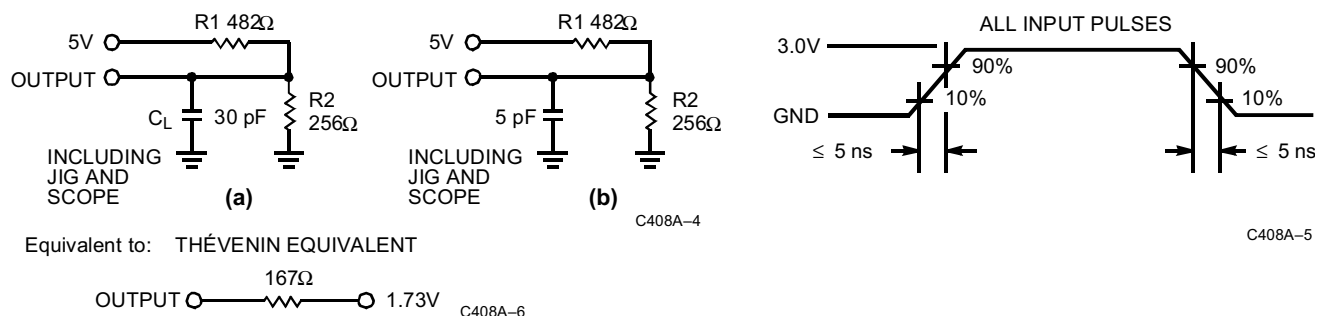 R1 482Ω
5V
OUTPUT
C_L 30 pF
R2
256Ω
INCLUDING
JIG AND
SCOPE
(a)
R1 482Ω
5V
OUTPUT
5 pF
R2
256Ω
INCLUDING
JIG AND
SCOPE
(b)
C408A–4
ALL INPUT PULSES
3.0V
90%
10%
90%
10%
GND
≤ 5 ns
≤ 5 ns
C408A–5
Equivalent to: THÉVENIN EQUIVALENT
167Ω
OUTPUT
1.73V
C408A–6